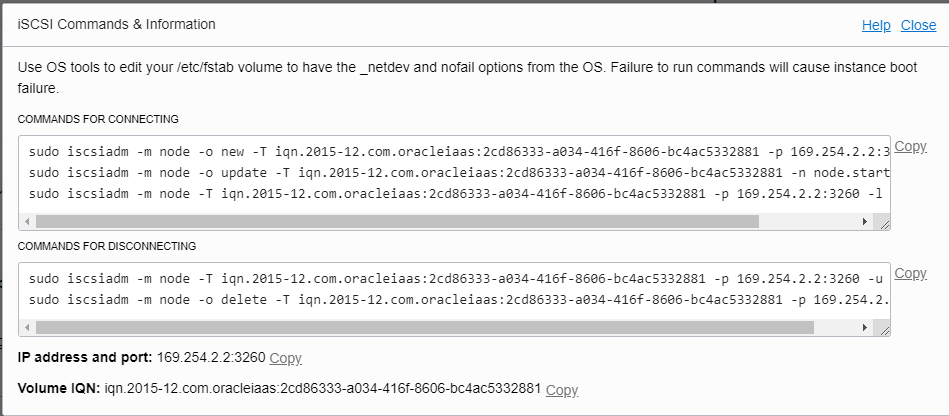 iSCSI Commands & Information
Help Close
Use OS tools to edit your /etc/fstab volume to have the _netdev and nofail options from the OS. Failure to run commands will cause instance boot
failure.
COMMANDS FOR CONNECTING
sudo iscsiadm -m node -o new -T iqn.2015-12.com.oracleiaas:2cd86333-a034-416f-8606-bc4ac5332881 -p 169.254.2.2:3
Copy
sudo iscsiadm -m node -o update -T iqn.2015-12.com.oracleiaas:2cd86333-a034-416f-8606-bc4ac5332881 -n node.start
sudo iscsiadm -m node -T iqn.2015-12.com.oracleiaas:2cd86333-a034-416f-8606-bc4ac5332881 -p 169.254.2.2:3260 -l
COMMANDS FOR DISCONNECTING
sudo iscsiadm -m node -T iqn.2015-12.com.oracleiaas:2cd86333-a034-416f-8606-bc4ac5332881 -p 169.254.2.2:3260 -u
Copy
sudo iscsiadm -m node -o delete -T iqn.2015-12.com.oracleiaas:2cd86333-a034-416f-8606-bc4ac5332881 -p 169.254.2.
IP address and port: 169.254.2.2:3260 Copy
Volume IQN: iqn.2015-12.com.oracleiaas:2cd86333-a034-416f-8606-bc4ac5332881 Copy